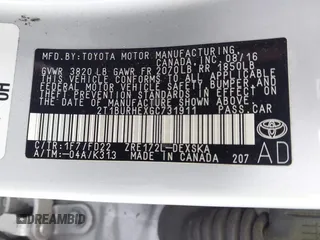 MFD. BY: TOYOTA MOTOR MANUFACTURING
CANADA, INC. 08/16
GVWR 3820 LB GAWR FR 2020 LB RR 1850LB
THIS VEHICLE CONFORMS TO ALL APPLICABLE
FEDERAL MOTOR VEHICLE SAFETY, BUMPER, AND
THEFT PREVENTION STANDARDS IN EFFECT ON
THE DATE OF MANUFACTURE SHOWN ABOVE.
2T1BURHEXGC731911
PASS. CAR
C/TR: 1F7/FD22 ZRE172L-DEXSKA
A/TM: -04A/K313 MADE IN CANADA 207
TOYOTA
AD
DREAMBID